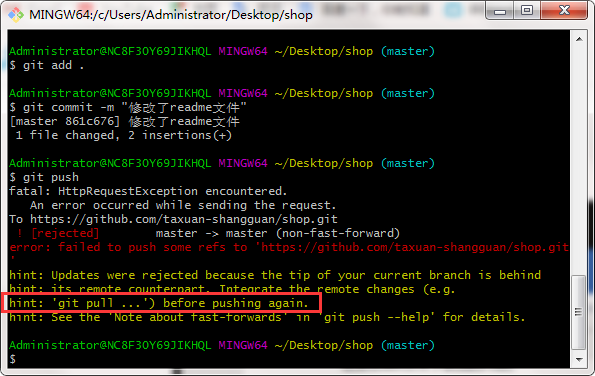 MINGW64:/c/Users/Administrator/Desktop/shop
Administrator@NC8F3OY69JIKHQL MINGW64 ~/Desktop/shop (master)
$ git add .
Administrator@NC8F3OY69JIKHQL MINGW64 ~/Desktop/shop (master)
$ git commit -m "修改了readme文件"
[master 861c676] 修改了readme文件
1 file changed, 2 insertions(+)
Administrator@NC8F3OY69JIKHQL MINGW64 ~/Desktop/shop (master)
$ git push
fatal: HttpRequestException encountered.
An error occurred while sending the request.
To https://github.com/taxuan-shangguan/shop.git
! [rejected] master -> master (non-fast-forward)
error: failed to push some refs to 'https://github.com/taxuan-shangguan/shop.git
'
hint: Updates were rejected because the tip of your current branch is behind
hint: its remote counterpart. Integrate the remote changes (e.g.
hint: 'git pull ...') before pushing again.
hint: See the 'Note about fast-forwards' in 'git push --help' for details.
Administrator@NC8F3OY69JIKHQL MINGW64 ~/Desktop/shop (master)
$